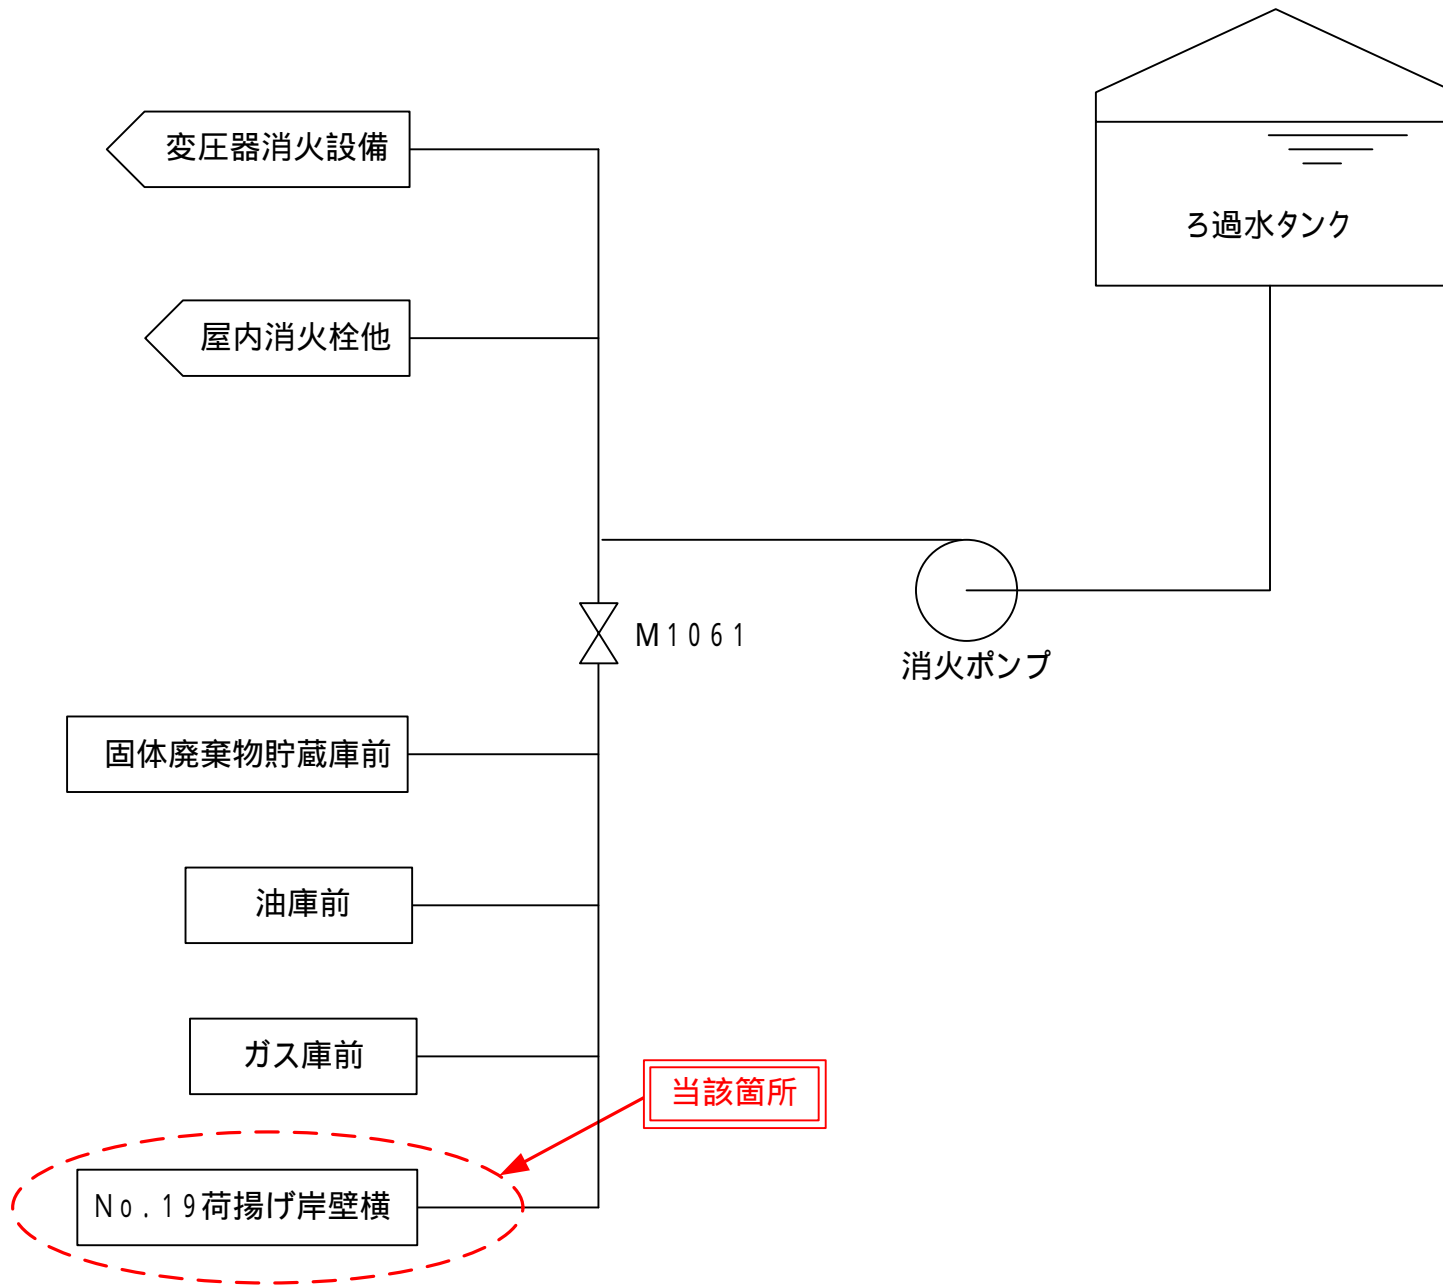 変圧器消火設備
ろ過水タンク
屋内消火栓他
M1061
消火ポンプ
固体廃棄物貯蔵庫前
油庫前
ガス庫前
当該箇所
No.19荷揚げ岸壁横